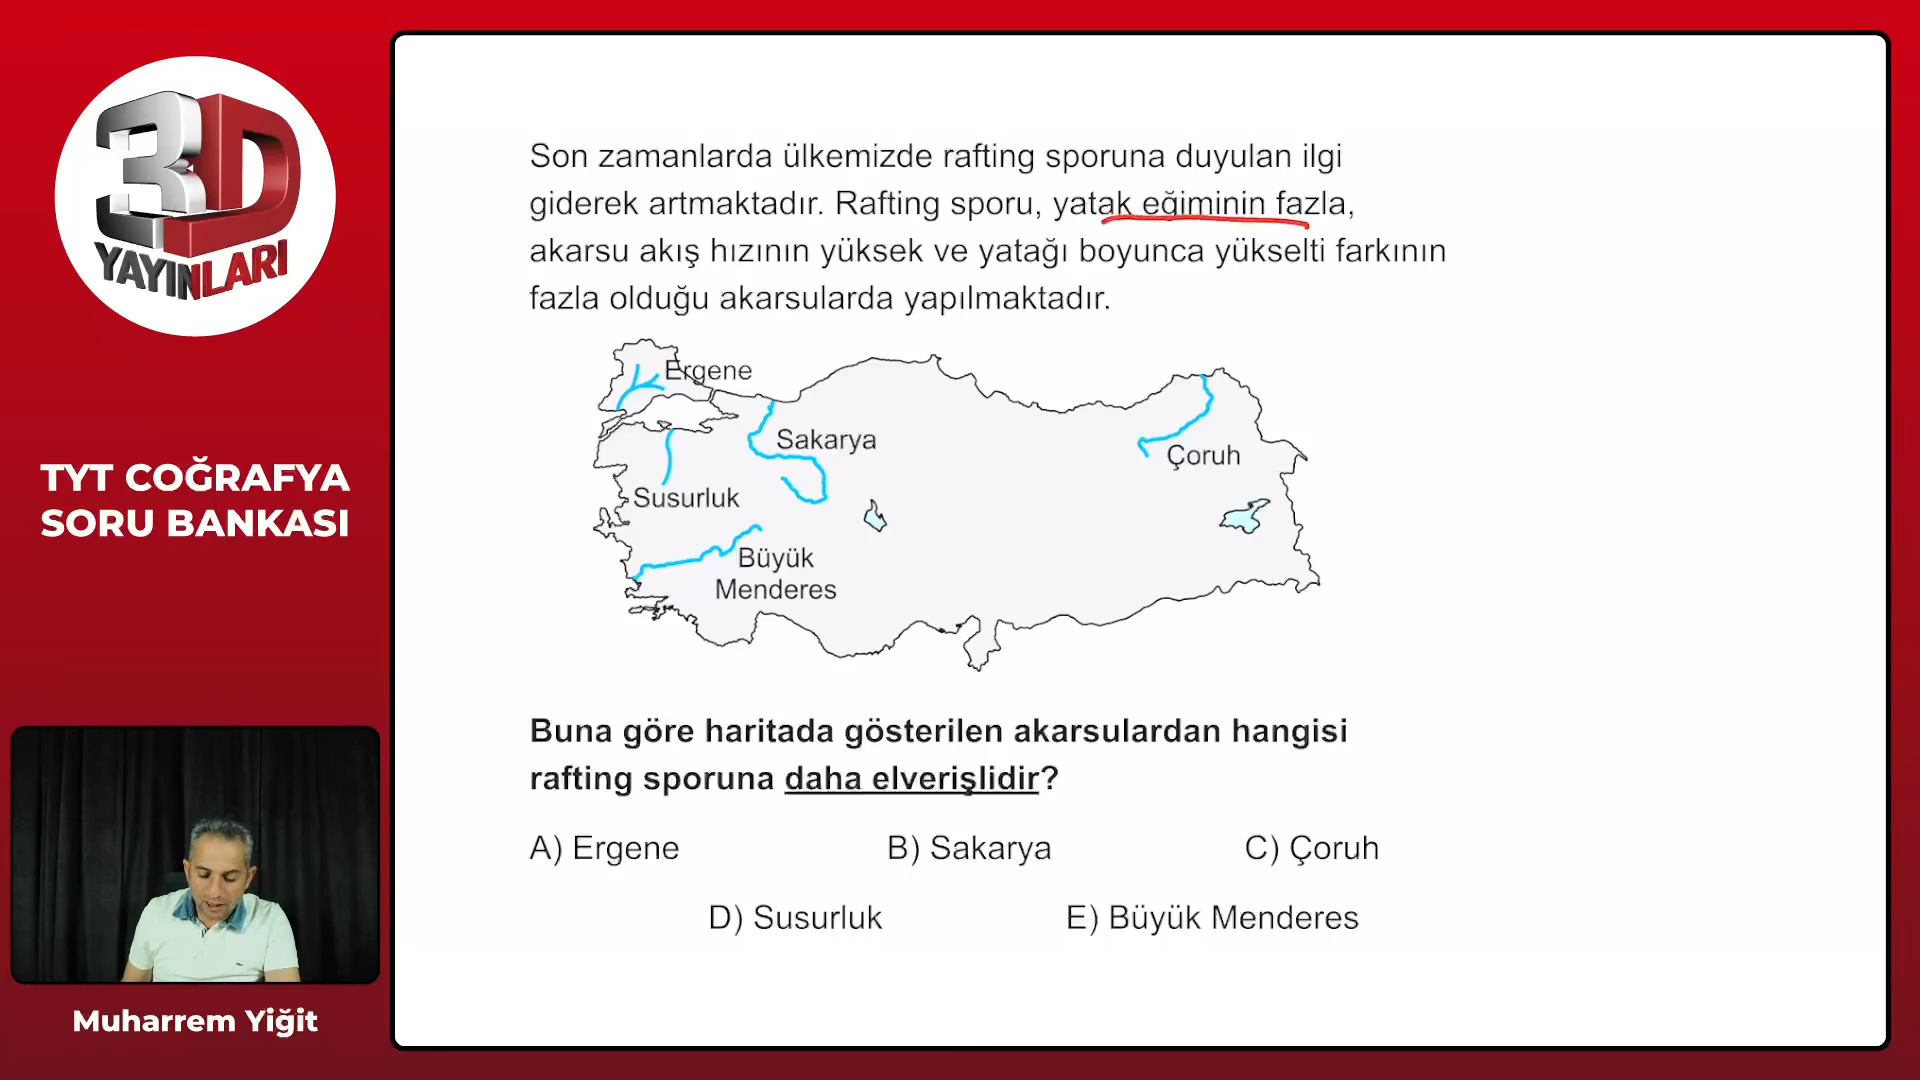 3D
YAYINLARI
TYT COĞRAFYA
SORU BANKASI
Muharrem Yiğit
Son zamanlarda ülkemizde rafting sporuna duyulan ilgi
giderek artmaktadır. Rafting sporu, yatak eğiminin fazla,
akarsu akış hızının yüksek ve yatağı boyunca yükselti farkının
fazla olduğu akarsularda yapılmaktadır.
Ergene
Sakarya
Çoruh
Susurluk
Büyük
Menderes
Buna göre haritada gösterilen akarsulardan hangisi
rafting sporuna daha elverişlidir?
A) Ergene B) Sakarya C) Çoruh
D) Susurluk E) Büyük Menderes